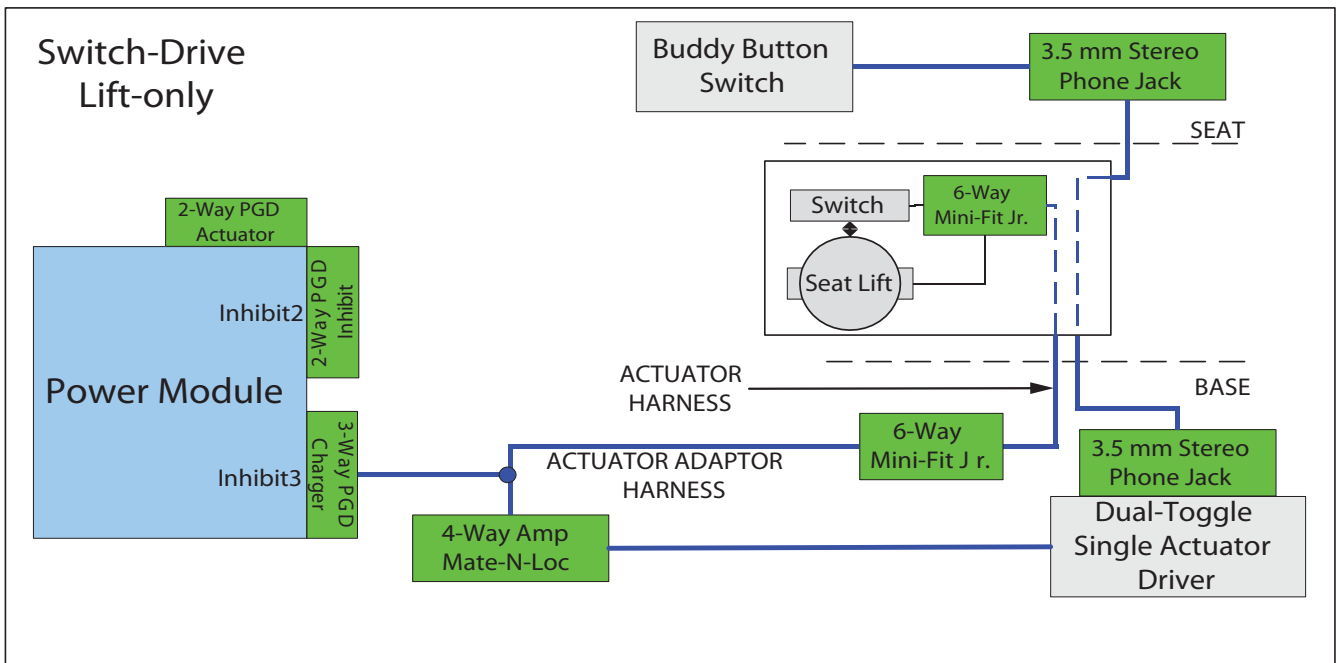 Switch-Drive
Lift-only
Buddy Button
Switch
3.5 mm Stereo
Phone Jack
SEAT
2-Way PGD
Actuator
Switch
6-Way
Mini-Fit Jr.
Seat Lift
Inhibit2
2-Way PGD
Inhibit
Power Module
Inhibit3
3-Way PGD
Charger
ACTUATOR
HARNESS
BASE
6-Way
Mini-Fit J r.
ACTUATOR ADAPTOR
HARNESS
3.5 mm Stereo
Phone Jack
4-Way Amp
Mate-N-Loc
Dual-Toggle
Single Actuator
Driver